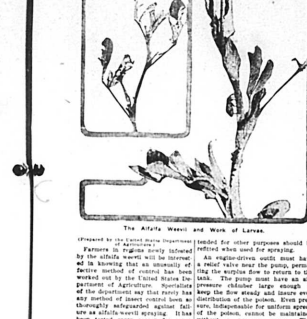 The Alfalfa Weevil and Work of Larvae.
(Prepared by the United States Department
of Agriculture.)
Farmers in regions newly infested
by the alfalfa weevil will be interest-
ed in knowing that an unusually ef-
fective method of control has been
worked out by the United States De-
partment of Agriculture. Specialists
of the department say that rarely has
any method of insect control been so
thoroughly safeguarded against fail-
ure as alfalfa-weevil spraying. It has
tended for other purposes should
refitted when used for spraying.
An engine-driven outfit must ha
a relief valve near the pump, perm
ting the surplus flow to return to t
tank. The pump must have an a
pressure chamber large enough
keep the flow steady and insure ev
distribution of the poison. Even pr
sure, indispensable for uniform sprea
of the poison, cannot be maintain